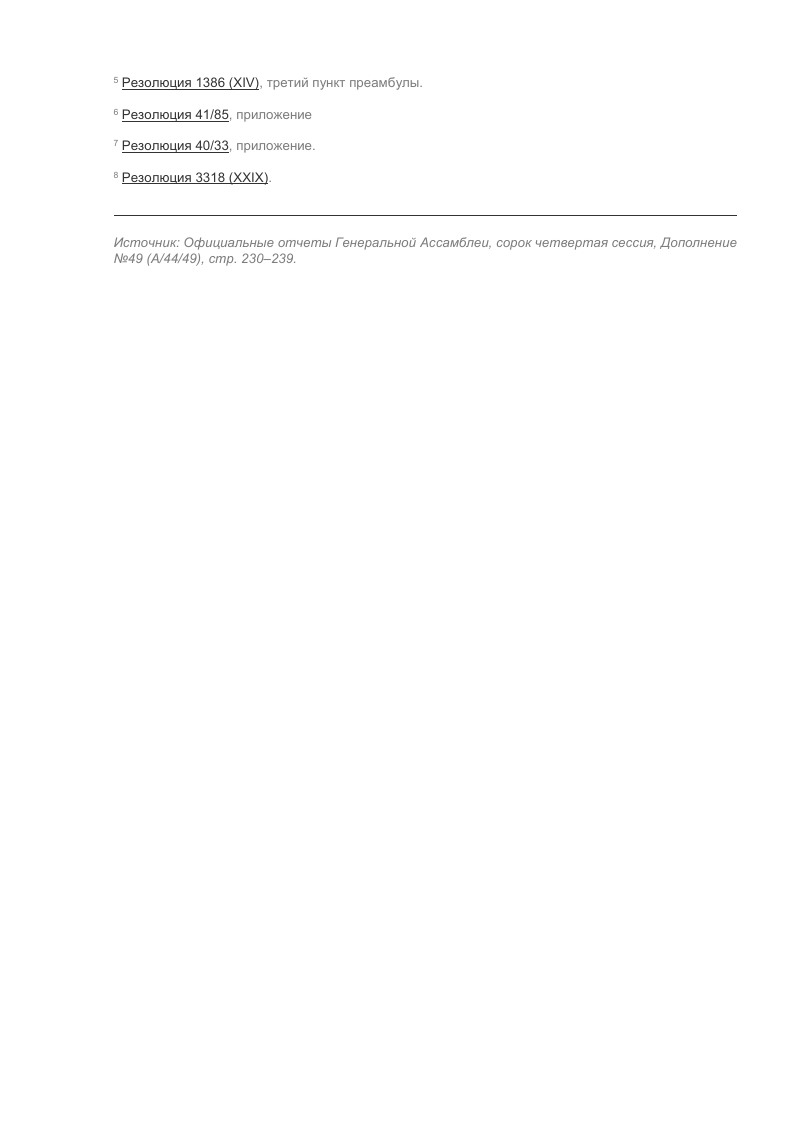 ⁵ Резолюция 1386 (XIV), третий пункт преамбулы.
⁶ Резолюция 41/85, приложение
⁷ Резолюция 40/33, приложение.
⁸ Резолюция 3318 (XXIX).
Источник: Официальные отчеты Генеральной Ассамблеи, сорок четвертая сессия, Дополнение
№49 (A/44/49), стр. 230–239.